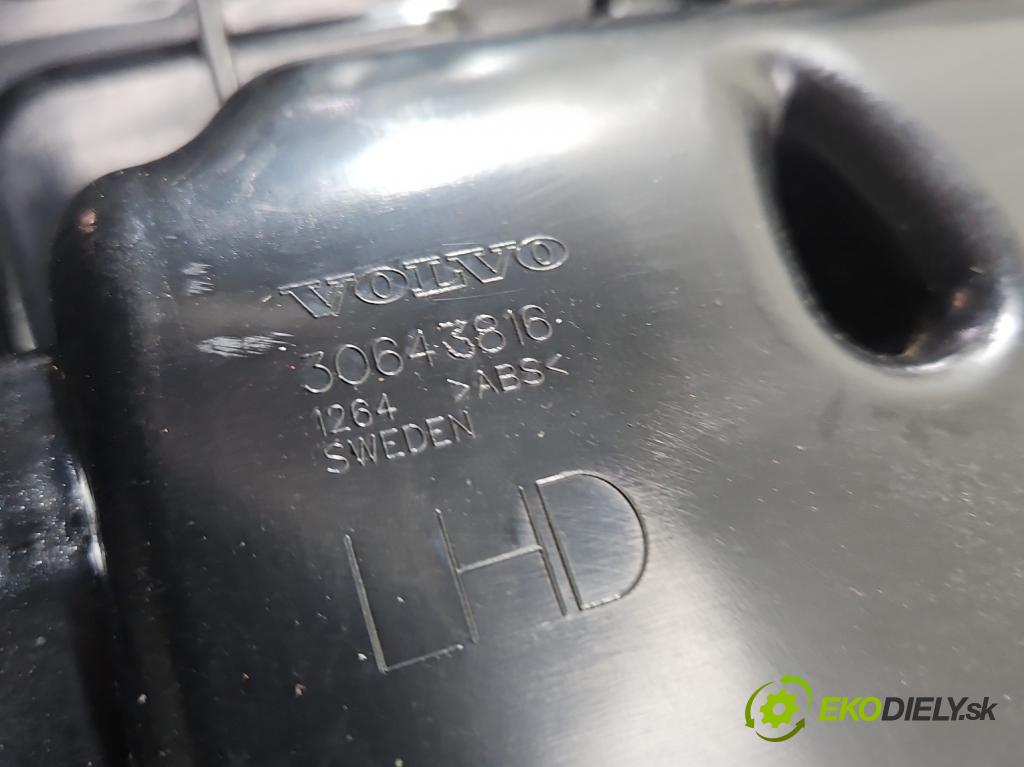 VOLVO
30643816
1264 >ABS<
SWEDEN
LHD
EKODIELY.sk